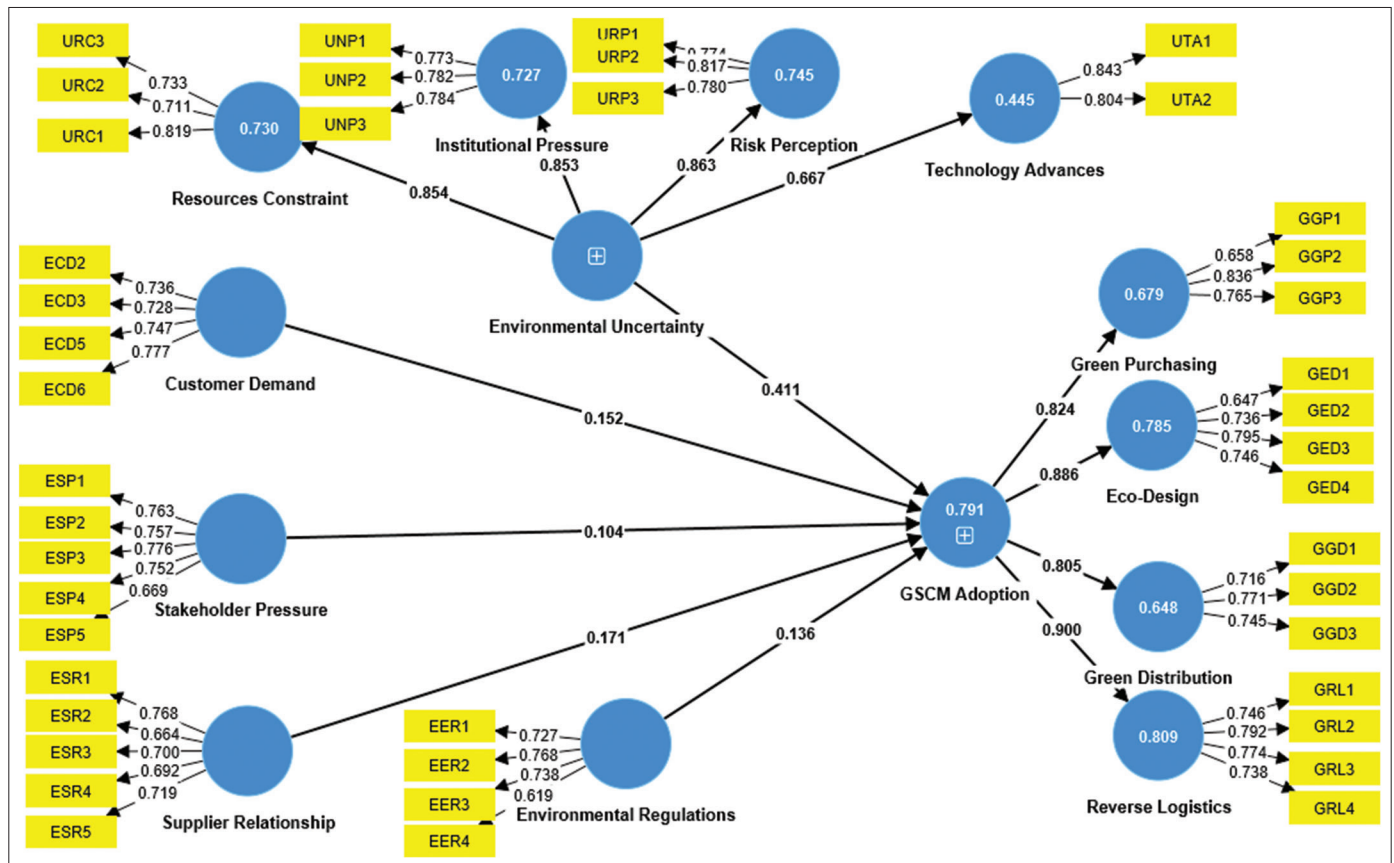 URC3
URC2
URC1
0.733
0.711
0.819
0.730
Resources Constraint
UNP1
UNP2
UNP3
0.773
0.782
0.784
0.727
Institutional Pressure
URP1
URP2
URP3
0.774
0.817
0.780
0.745
Risk Perception
UTA1
UTA2
0.843
0.804
0.445
Technology Advances
0.854
0.853
0.863
0.667
Environmental Uncertainty
ECD2
ECD3
ECD5
ECD6
0.736
0.728
0.747
0.777
Customer Demand
0.411
0.152
ESP1
ESP2
ESP3
ESP4
ESP5
0.763
0.757
0.776
0.752
0.669
Stakeholder Pressure
0.104
ESR1
ESR2
ESR3
ESR4
ESR5
0.768
0.664
0.700
0.692
0.719
Supplier Relationship
0.171
EER1
EER2
EER3
EER4
0.727
0.768
0.738
0.619
Environmental Regulations
0.136
0.791
GSCM Adoption
0.824
0.886
0.805
0.900
0.679
Green Purchasing
0.658
0.836
0.765
GGP1
GGP2
GGP3
0.785
Eco-Design
0.647
0.736
0.795
0.746
GED1
GED2
GED3
GED4
0.648
Green Distribution
0.716
0.771
0.745
GGD1
GGD2
GGD3
0.809
Reverse Logistics
0.746
0.792
0.774
0.738
GRL1
GRL2
GRL3
GRL4